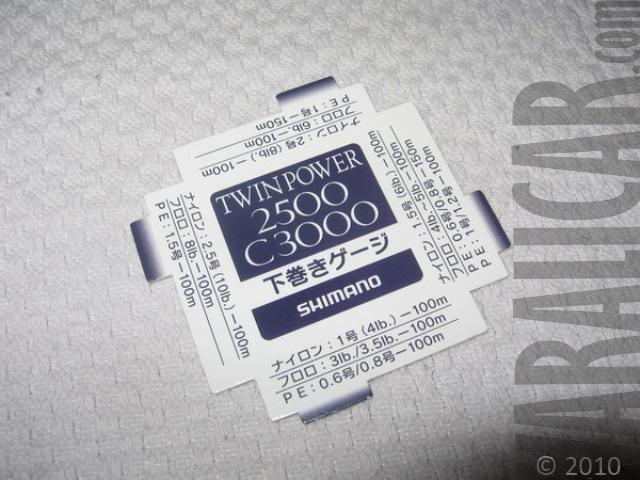 ナイロン：2号(8lb.)−100m
フロロ：6lb.−100m
PE：1号−150m
TWINPOWER
2500
C3000
下巻きゲージ
SHIMANO
ナイロン：2.5号(10lb.)−100m
フロロ：8lb.−100m
PE：1.5号−100m
ナイロン：1.5号(6lb.)−100m
フロロ：4lb.〜5lb.−150m
PE：0.6号/0.8号−100m
PE：1号/1.2号−100m
ナイロン：1号(4lb.)−100m
フロロ：3lb./3.5lb.−100m
PE：0.6号/0.8号−100m
HARALICAR.com
© 2010